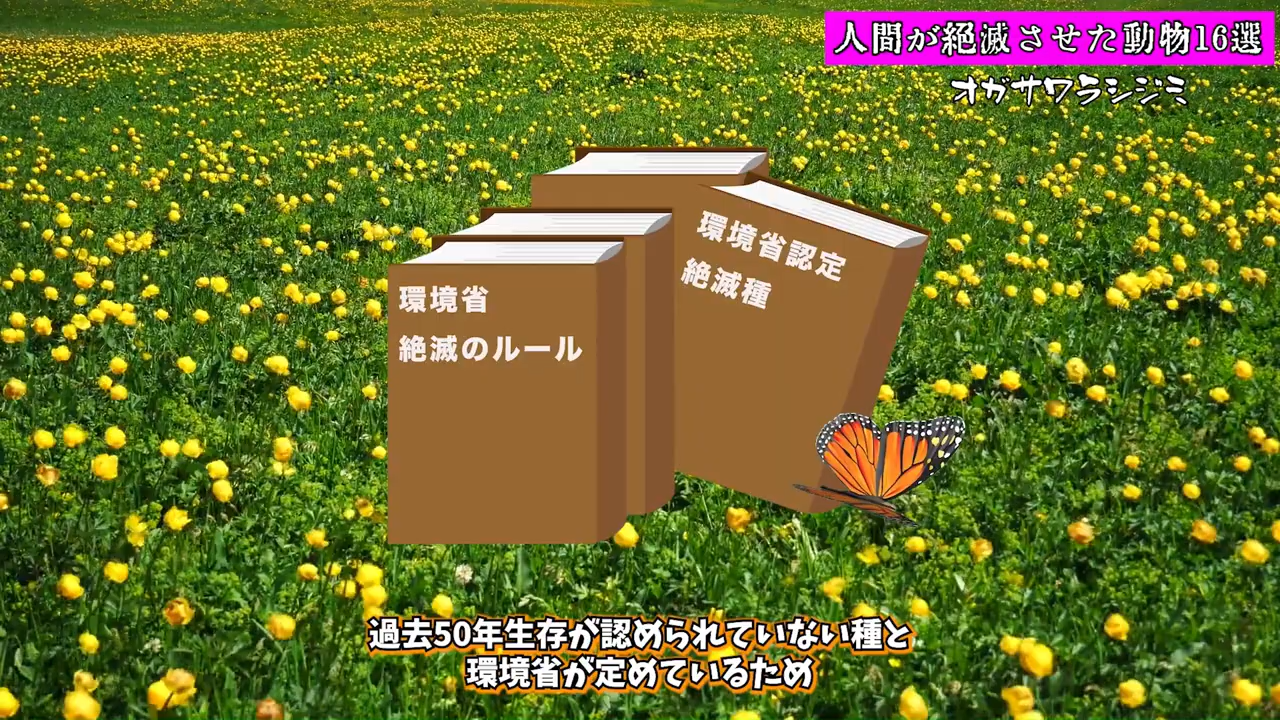 人間が絶滅させた動物16選
オガサワラシジミ
環境省認定
絶滅種
環境省
絶滅のルール
過去50年生存が認められていない種と
環境省が定めているため